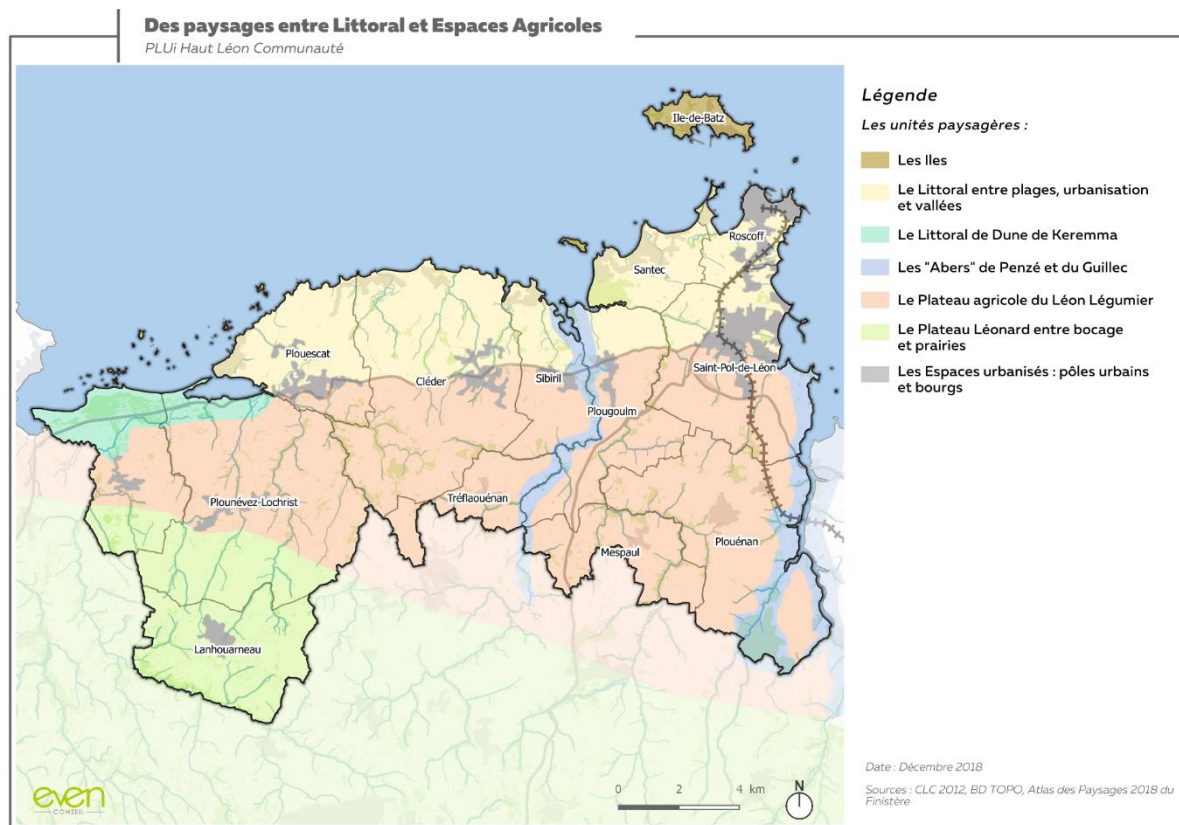 Des paysages entre Littoral et Espaces Agricoles
PLUi Haut Léon Communauté
Légende
Les unités paysagères :
Les Iles
Le Littoral entre plages, urbanisation
et vallées
Le Littoral de Dune de Keremma
Les "Abers" de Penzé et du Guillec
Le Plateau agricole du Léon Légumier
Le Plateau Léonard entre bocage
et prairies
Les Espaces urbanisés : pôles urbains
et bourgs
Ile-de-Batz
Roscoff
Santec
Plouescat
Cléder
Sibiril
Saint-Pol-de-Léon
Plougoulm
Plounévez-Lochrist
Tréflaouénan
Mespaul
Plouénan
Lanhouarneau
even
CONSEIL
0 2 4 km
N
Date : Décembre 2018
Sources : CLC 2012, BD TOPO, Atlas des Paysages 2018 du
Finistère